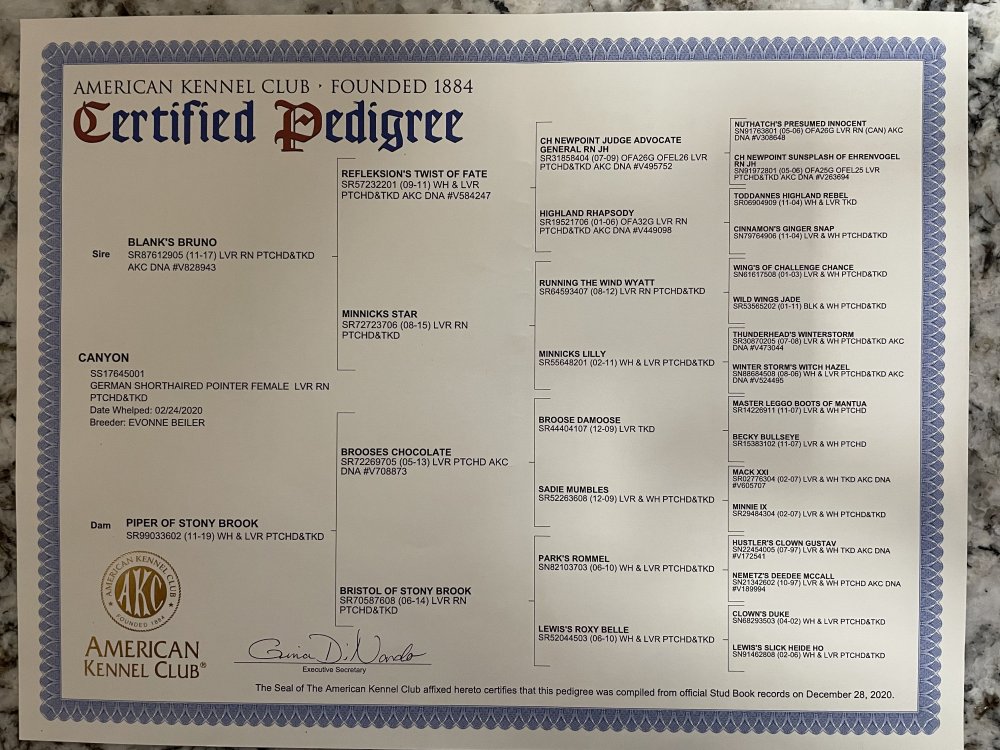 AMERICAN KENNEL CLUB · FOUNDED 1884
Certified Pedigree
Sire
BLANK'S BRUNO
SR87612905 (11-17) LVR RN PTCHD&TKD
AKC DNA #V828943
CANYON
SS17645001
GERMAN SHORTHAIRED POINTER FEMALE LVR RN
PTCHD&TKD
Date Whelped: 02/24/2020
Breeder: EVONNE BEILER
Dam
PIPER OF STONY BROOK
SR99033602 (11-19) WH & LVR PTCHD&TKD
REFLEKSION'S TWIST OF FATE
SR57232201 (09-11) WH & LVR
PTCHD&TKD AKC DNA #V584247
MINNICKS STAR
SR72723706 (08-15) LVR RN
PTCHD&TKD
BROOSES CHOCOLATE
SR72269705 (05-13) LVR PTCHD AKC
DNA #V708873
BRISTOL OF STONY BROOK
SR70587608 (06-14) LVR RN
PTCHD&TKD
CH NEWPOINT JUDGE ADVOCATE
GENERAL RN JH
SR31858404 (07-09) OFA26G OFEL26 LVR
PTCHD&TKD AKC DNA #V495752
HIGHLAND RHAPSODY
SR19521706 (01-06) OFA32G LVR RN
PTCHD&TKD AKC DNA #V449098
RUNNING THE WIND WYATT
SR64593407 (08-12) LVR RN PTCHD&TKD
MINNICKS LILLY
SR55648201 (02-11) WH & LVR PTCHD&TKD
BROOSE DAMOOSE
SR44404107 (12-09) LVR TKD
SADIE MUMBLES
SR52263608 (12-09) LVR & WH PTCHD&TKD
PARK'S ROMMEL
SN82103703 (06-10) WH & LVR PTCHD&TKD
LEWIS'S ROXY BELLE
SR52044503 (06-10) WH & LVR PTCHD&TKD
NUTHATCH'S PRESUMED INNOCENT
SN91763801 (05-06) OFA26G LVR RN (CAN) AKC
DNA #V308648
CH NEWPOINT SUNSPLASH OF EHRENVOGEL
RN JH
SN91972801 (05-06) OFA25G OFEL25 LVR
PTCHD&TKD AKC DNA #V263694
TODDANNES HIGHLAND REBEL
SR06904909 (11-04) WH & LVR TKD
CINNAMON'S GINGER SNAP
SN79764906 (11-04) LVR & WH PTCHD&TKD
WING'S OF CHALLENGE CHANCE
SN61617508 (01-03) LVR & WH PTCHD&TKD
WILD WINGS JADE
SR53565202 (01-11) BLK & WH PTCHD&TKD
THUNDERHEAD'S WINTERSTORM
SR30870205 (07-08) LVR & WH PTCHD&TKD AKC
DNA #V473044
WINTER STORM'S WITCH HAZEL
SN88684508 (08-06) WH & LVR PTCHD&TKD AKC
DNA #V524495
MASTER LEGGO BOOTS OF MANTUA
SR14226911 (11-07) LVR & WH PTCHD
BECKY BULLSEYE
SR15383102 (11-07) LVR & WH PTCHD
MACK XXI
SR02776304 (02-07) LVR & WH TKD AKC DNA
#V605707
MINNIE IX
SR29484304 (02-07) LVR & WH PTCHD&TKD
HUSTLER'S CLOWN GUSTAV
SN22454005 (07-97) LVR & WH TKD AKC DNA
#V172541
NEMETZ'S DEEDEE MCCALL
SN21342602 (10-97) LVR & WH PTCHD AKC DNA
#V189994
CLOWN'S DUKE
SN68293503 (04-02) WH & LVR PTCHD&TKD
LEWIS'S SLICK HEIDE HO
SN91462808 (02-06) WH & LVR PTCHD&TKD
AMERICAN KENNEL CLUB
AKC
FOUNDED 1884
AMERICAN
KENNEL CLUB®
Gina DiNardo
Executive Secretary
The Seal of The American Kennel Club affixed hereto certifies that this pedigree was compiled from official Stud Book records on December 28, 2020.